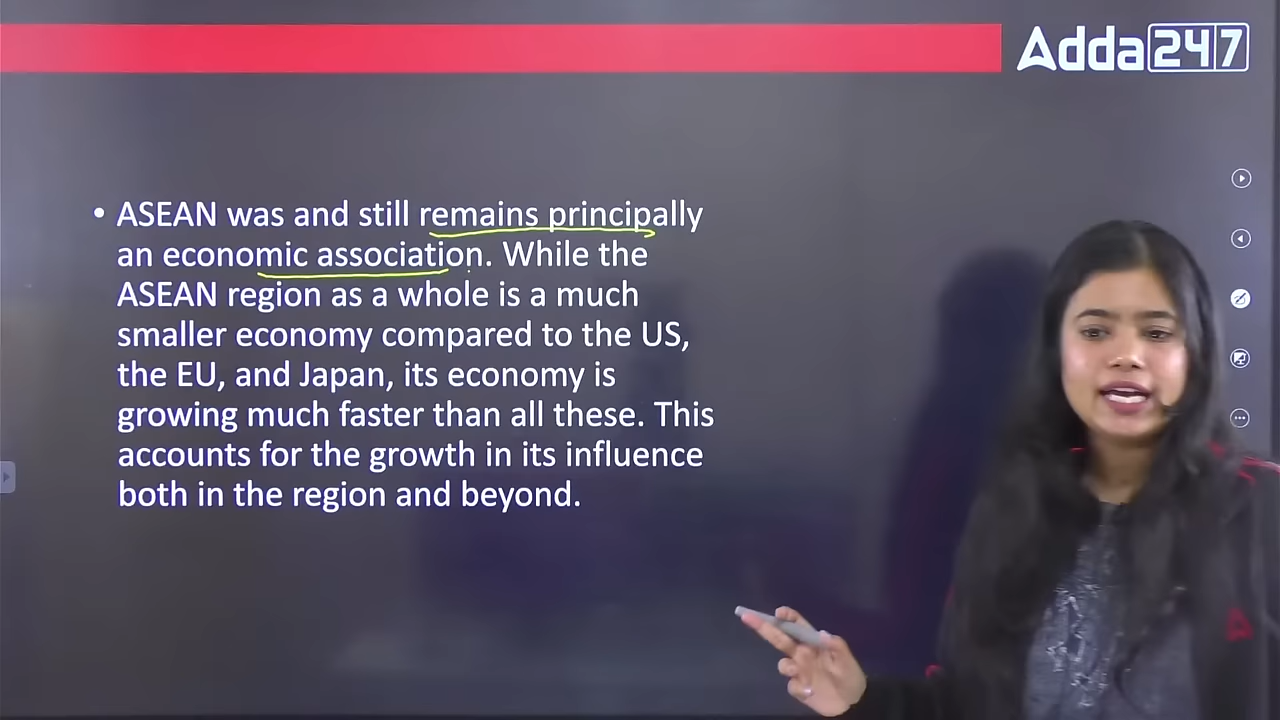 Adda247
• ASEAN was and still remains principally
an economic association. While the
ASEAN region as a whole is a much
smaller economy compared to the US,
the EU, and Japan, its economy is
growing much faster than all these. This
accounts for the growth in its influence
both in the region and beyond.